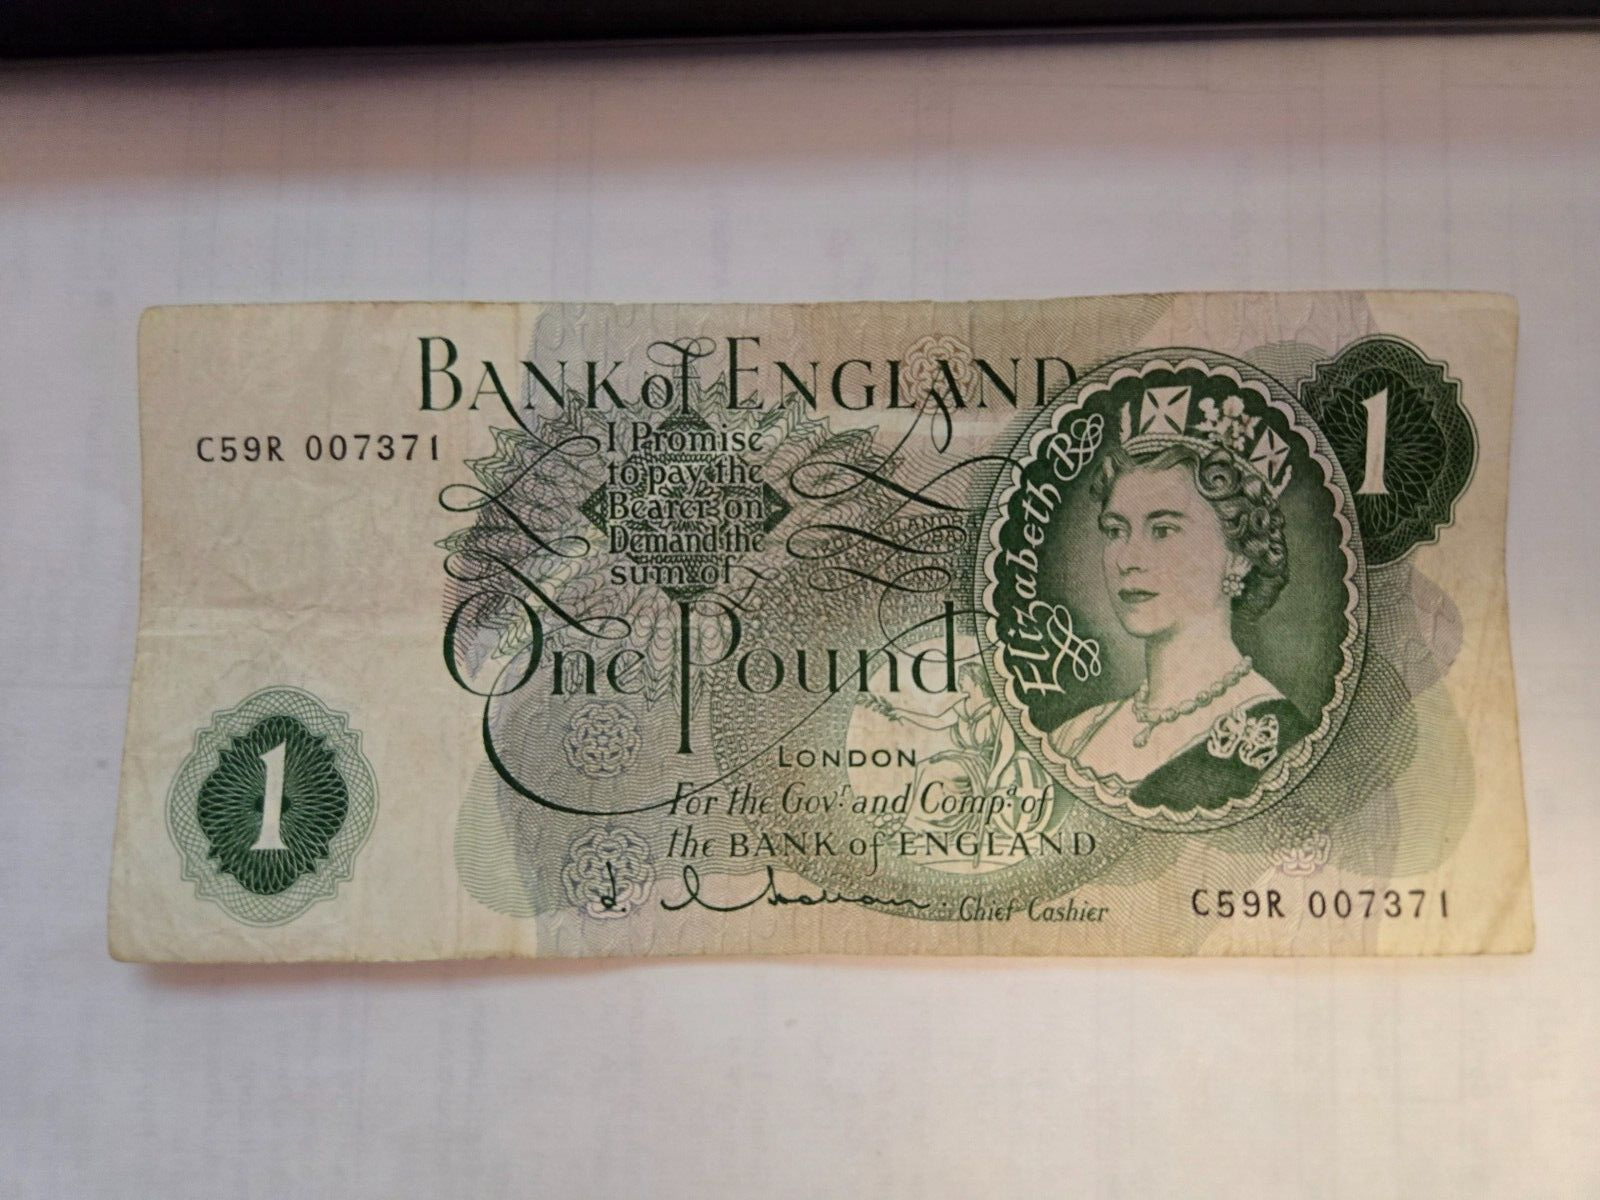 BANK of ENGLAND
C59R 007371
I Promise
to pay the
Bearer on
Demand the
sum of
One Pound
LONDON
For the Govr. and Compa. of
the BANK of ENGLAND
Chief Cashier
Elizabeth R
1
1
C59R 007371